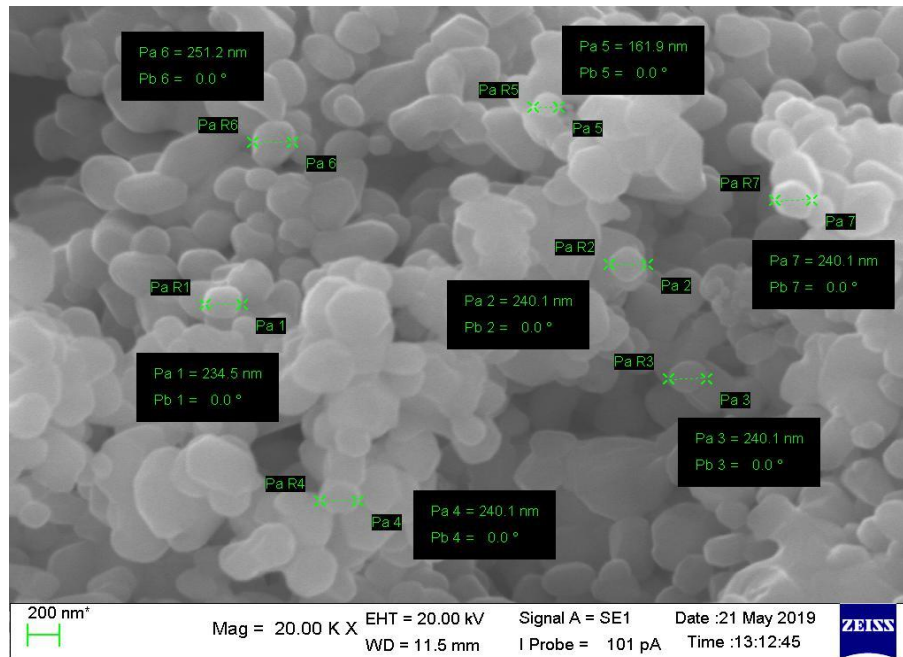 Pa 6 = 251.2 nm
Pb 6 = 0.0 °
Pa 5 = 161.9 nm
Pb 5 = 0.0 °
Pa R5
Pa 5
Pa R6
Pa 6
Pa R7
Pa 7
Pa R2
Pa 2
Pa 7 = 240.1 nm
Pb 7 = 0.0 °
Pa R1
Pa 1
Pa 2 = 240.1 nm
Pb 2 = 0.0 °
Pa 1 = 234.5 nm
Pb 1 = 0.0 °
Pa R3
Pa 3
Pa 3 = 240.1 nm
Pb 3 = 0.0 °
Pa R4
Pa 4
Pa 4 = 240.1 nm
Pb 4 = 0.0 °
200 nm*
Mag = 20.00 K X
EHT = 20.00 kV
WD = 11.5 mm
Signal A = SE1
I Probe = 101 pA
Date :21 May 2019
Time :13:12:45
ZEISS